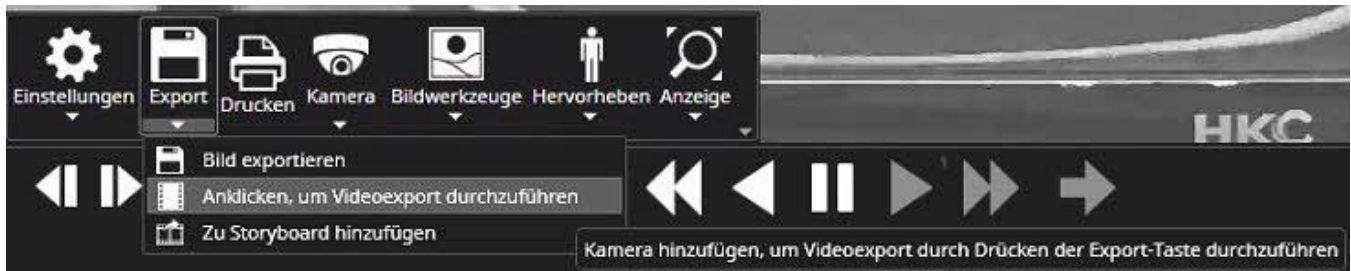 Einstellungen Export Drucken Kamera Bildwerkzeuge Hervorheben Anzeige
HKC
Bild exportieren
Anklicken, um Videoexport durchzuführen
Zu Storyboard hinzufügen
Kamera hinzufügen, um Videoexport durch Drücken der Export-Taste durchzuführen